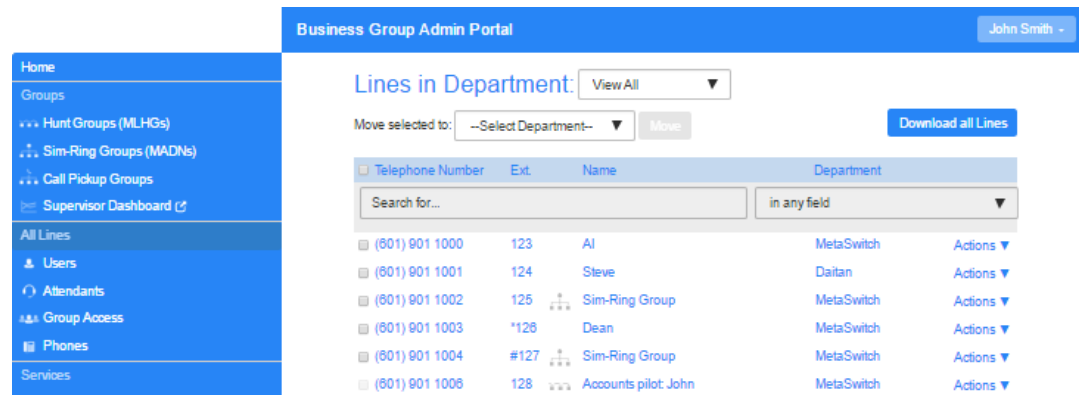 Business Group Admin Portal
John Smith
Home
Groups
Hunt Groups (MLHGs)
Sim-Ring Groups (MADNs)
Call Pickup Groups
Supervisor Dashboard
All Lines
Users
Attendants
Group Access
Phones
Services
Lines in Department: View All ▼
Move selected to: --Select Department-- ▼ Move
Download all Lines
Telephone Number Ext. Name Department
Search for... in any field ▼
(601) 901 1000 123 Al MetaSwitch Actions ▼
(601) 901 1001 124 Steve Daitan Actions ▼
(601) 901 1002 125 Sim-Ring Group MetaSwitch Actions ▼
(601) 901 1003 *126 Dean MetaSwitch Actions ▼
(601) 901 1004 #127 Sim-Ring Group MetaSwitch Actions ▼
(601) 901 1006 128 Accounts pilot: John MetaSwitch Actions ▼